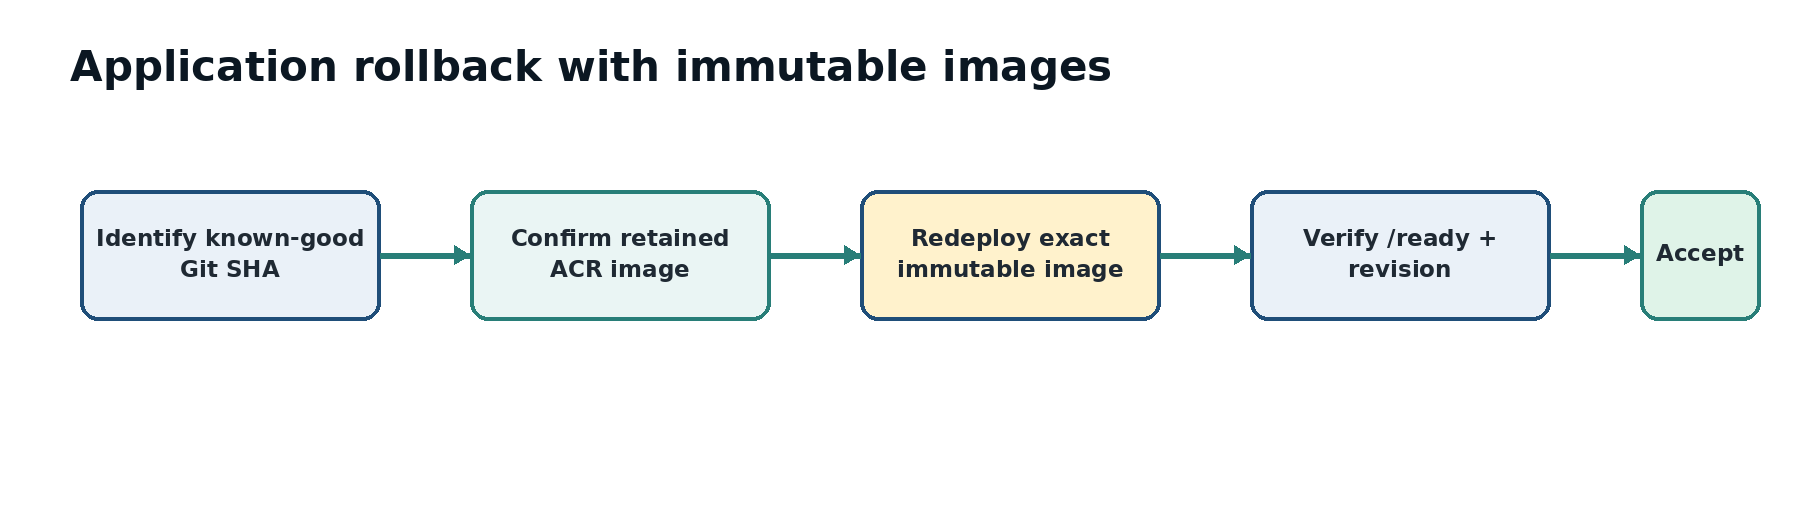 Application rollback with immutable images
Identify known-good
Git SHA
Confirm retained
ACR image
Redeploy exact
immutable image
Verify /ready +
revision
Accept